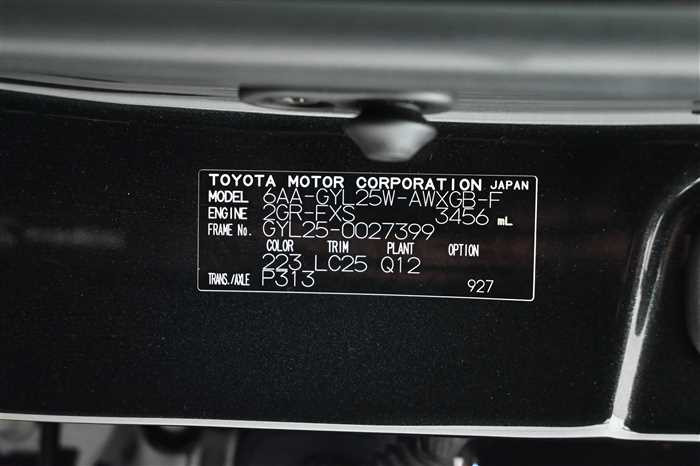 TOYOTA MOTOR CORPORATION JAPAN
MODEL 6AA-GYL25W-AWXGB-F
ENGINE 2GR-FXS 3456 mL
FRAME No. GYL25-0027399
COLOR TRIM PLANT OPTION
223 LC25 Q12
TRANS./AXLE P313 927